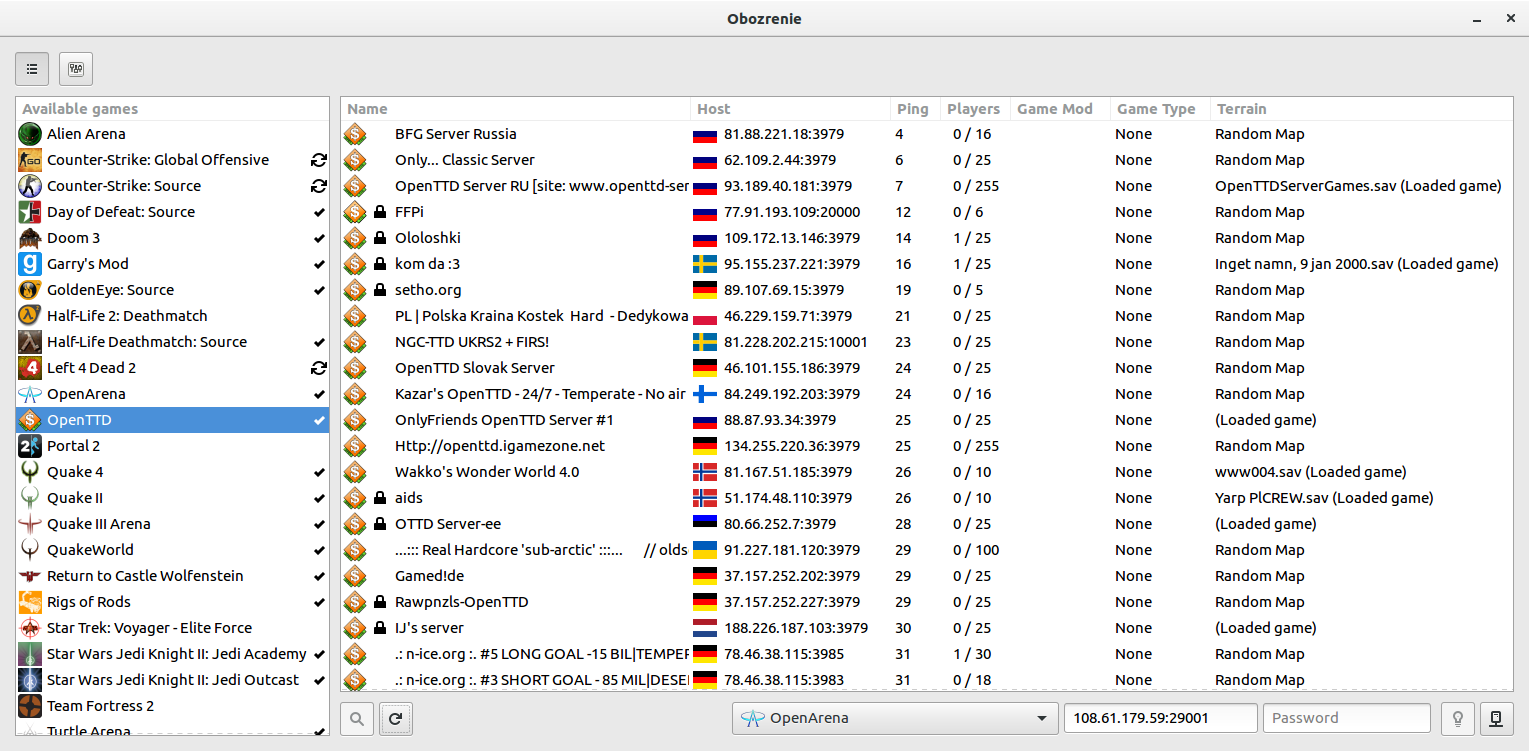 Obozrenie
Available games
Alien Arena
Counter-Strike: Global Offensive
Counter-Strike: Source
Day of Defeat: Source
Doom 3
Garry's Mod
GoldenEye: Source
Half-Life 2: Deathmatch
Half-Life Deathmatch: Source
Left 4 Dead 2
OpenArena
OpenTTD
Portal 2
Quake 4
Quake II
Quake III Arena
QuakeWorld
Return to Castle Wolfenstein
Rigs of Rods
Star Trek: Voyager - Elite Force
Star Wars Jedi Knight II: Jedi Academy
Star Wars Jedi Knight II: Jedi Outcast
Team Fortress 2
Turtle Arena
Name Host Ping Players Game Mod Game Type Terrain
BFG Server Russia 81.88.221.18:3979 4 0 / 16 None Random Map
Only... Classic Server 62.109.2.44:3979 6 0 / 25 None Random Map
OpenTTD Server RU [site: www.openttd-ser 93.189.40.181:3979 7 0 / 255 None OpenTTDServerGames.sav (Loaded game)
FFPi 77.91.193.109:20000 12 0 / 6 None Random Map
Ololoshki 109.172.13.146:3979 14 1 / 25 None Random Map
kom da :3 95.155.237.221:3979 16 1 / 25 None Inget namn, 9 jan 2000.sav (Loaded game)
setho.org 89.107.69.15:3979 19 0 / 5 None Random Map
PL | Polska Kraina Kostek Hard - Dedykowa 46.229.159.71:3979 21 0 / 25 None Random Map
NGC-TTD UKRS2 + FIRS! 81.228.202.215:10001 23 0 / 25 None Random Map
OpenTTD Slovak Server 46.101.155.186:3979 24 0 / 25 None Random Map
Kazar's OpenTTD - 24/7 - Temperate - No air 84.249.192.203:3979 24 0 / 16 None Random Map
OnlyFriends OpenTTD Server #1 88.87.93.34:3979 25 0 / 25 None (Loaded game)
Http://openttd.igamezone.net 134.255.220.36:3979 25 0 / 255 None Random Map
Wakko's Wonder World 4.0 81.167.51.185:3979 26 0 / 10 None www004.sav (Loaded game)
aids 51.174.48.110:3979 26 0 / 10 None Yarp PlCREW.sav (Loaded game)
OTTD Server-ee 80.66.252.7:3979 28 0 / 25 None (Loaded game)
...::: Real Hardcore 'sub-arctic' :::... // olds 91.227.181.120:3979 29 0 / 100 None Random Map
Gamed!de 37.157.252.202:3979 29 0 / 25 None Random Map
Rawpnzls-OpenTTD 37.157.252.227:3979 29 0 / 25 None Random Map
IJ's server 188.226.187.103:3979 30 0 / 25 None (Loaded game)
.: n-ice.org :. #5 LONG GOAL -15 BIL|TEMPER 78.46.38.115:3985 31 1 / 30 None Random Map
.: n-ice.org :. #3 SHORT GOAL - 85 MIL|DESE 78.46.38.115:3983 31 0 / 18 None Random Map
OpenArena 108.61.179.59:29001 Password